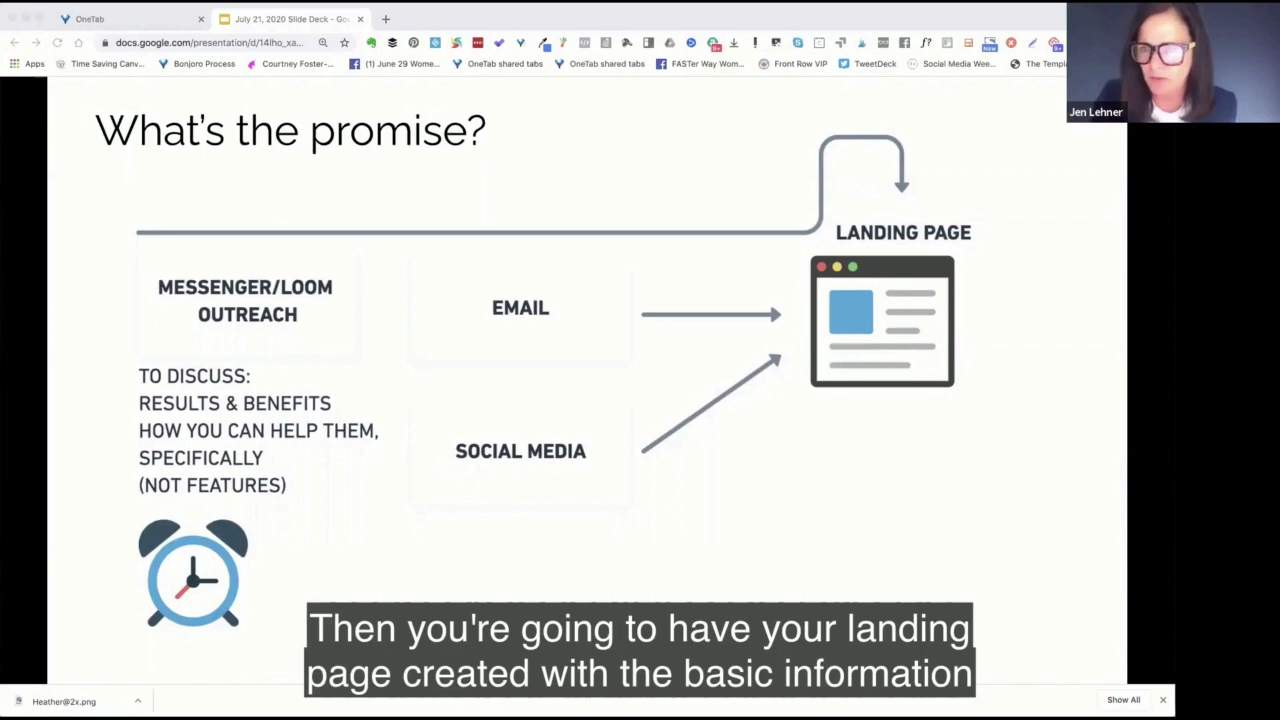 OneTab
July 21, 2020 Slide Deck - Goo
docs.google.com/presentation/d/14lho_xa...
Apps
Time Saving Canv...
Bonjoro Process
Courtney Foster-...
(1) June 29 Wome...
OneTab shared tabs
OneTab shared tabs
FASTer Way Wom...
Front Row VIP
TweetDeck
Social Media Wee...
The Templ
Jen Lehner
What's the promise?
LANDING PAGE
MESSENGER/LOOM
OUTREACH
EMAIL
TO DISCUSS:
RESULTS & BENEFITS
HOW YOU CAN HELP THEM,
SPECIFICALLY
(NOT FEATURES)
SOCIAL MEDIA
Then you're going to have your landing
page created with the basic information
Heather@2x.png
Show All